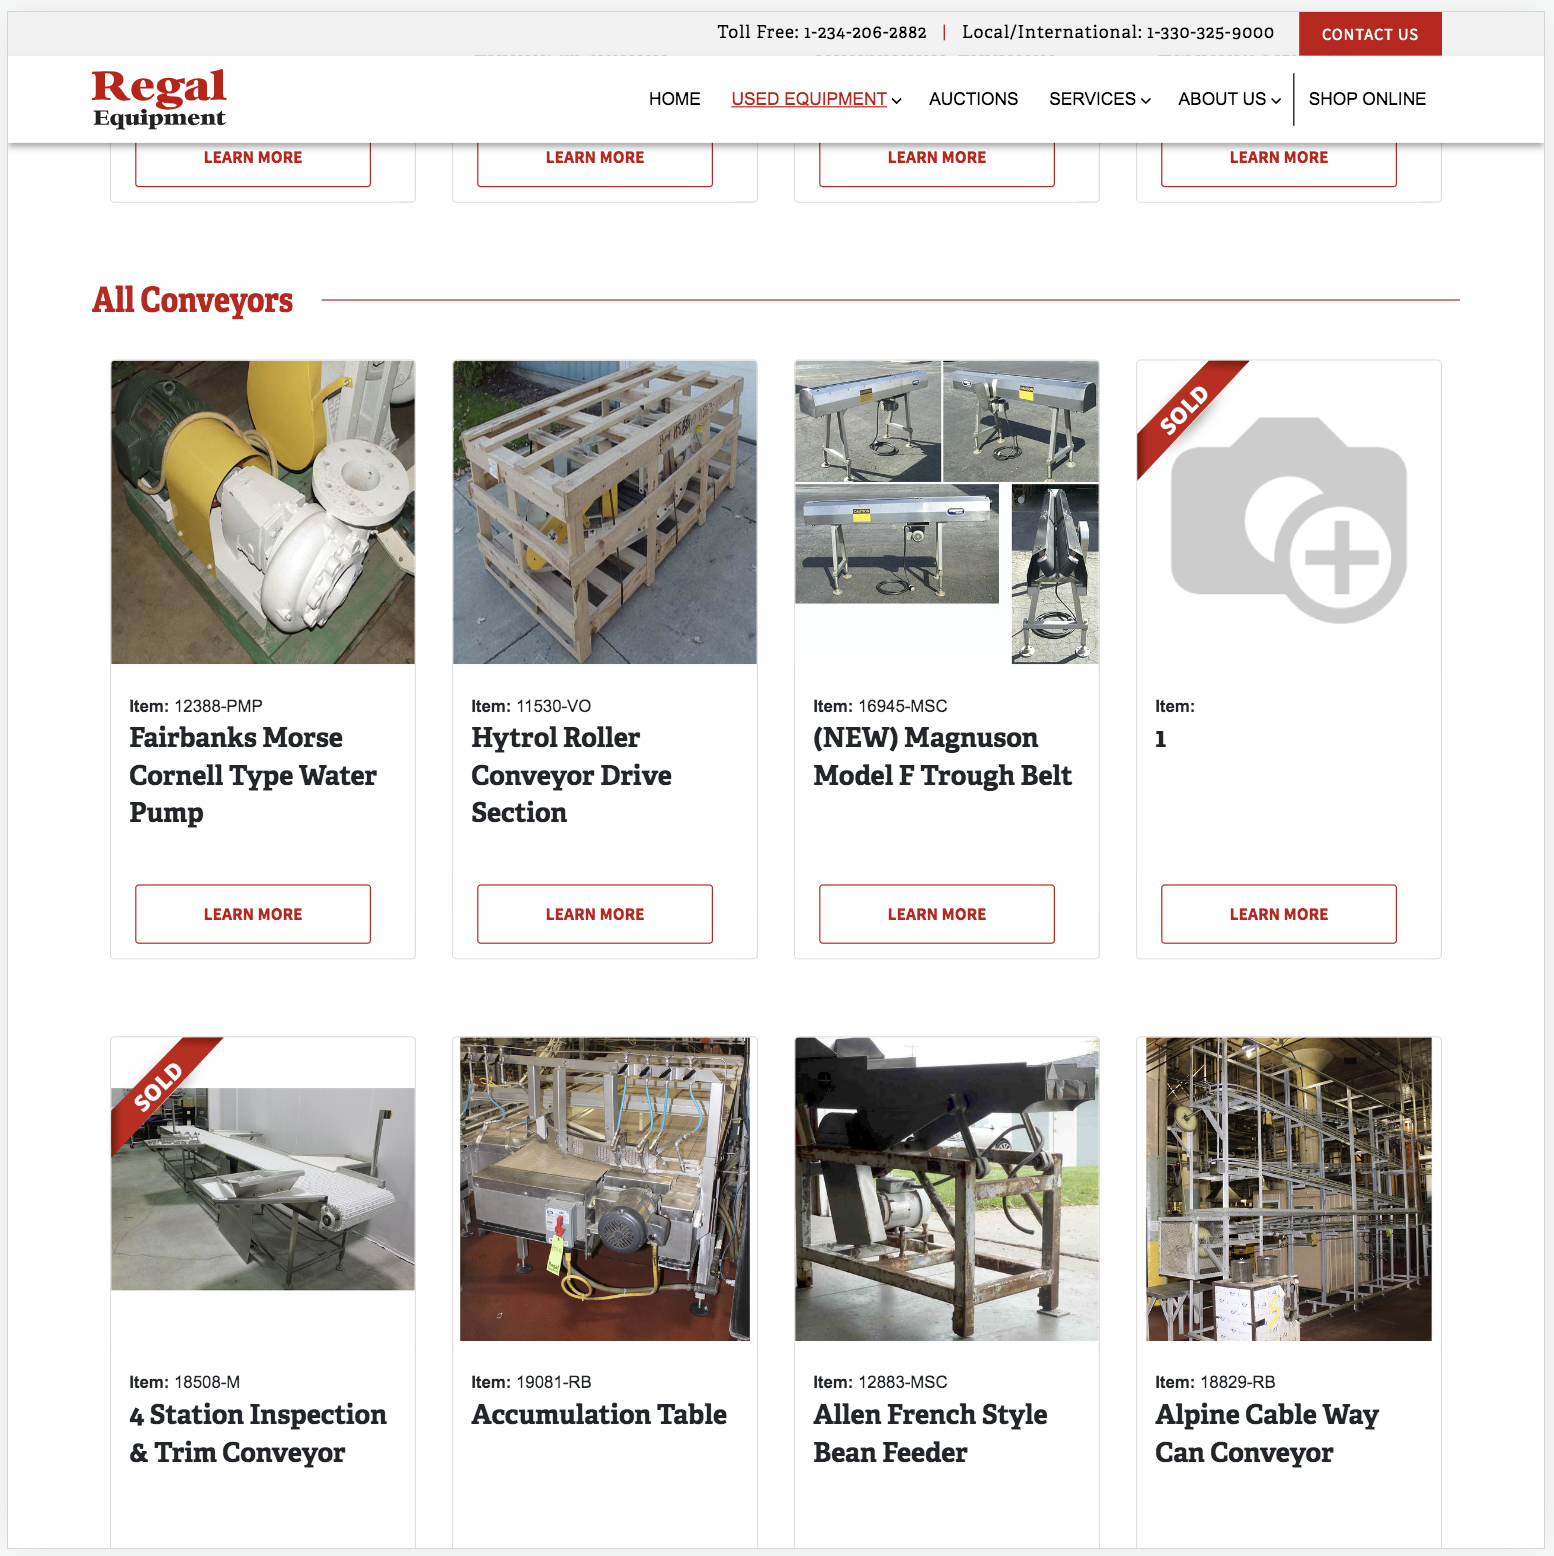 Toll Free: 1-234-206-2882 | Local/International: 1-330-325-9000 CONTACT US
Regal
Equipment
HOME USED EQUIPMENT AUCTIONS SERVICES ABOUT US SHOP ONLINE
LEARN MORE LEARN MORE LEARN MORE LEARN MORE
All Conveyors
SOLD
Item: 12388-PMP
Fairbanks Morse
Cornell Type Water
Pump
LEARN MORE
Item: 11530-VO
Hytrol Roller
Conveyor Drive
Section
LEARN MORE
Item: 16945-MSC
(NEW) Magnuson
Model F Trough Belt
LEARN MORE
Item:
1
LEARN MORE
SOLD
Item: 18508-M
4 Station Inspection
& Trim Conveyor
Item: 19081-RB
Accumulation Table
Item: 12883-MSC
Allen French Style
Bean Feeder
Item: 18829-RB
Alpine Cable Way
Can Conveyor